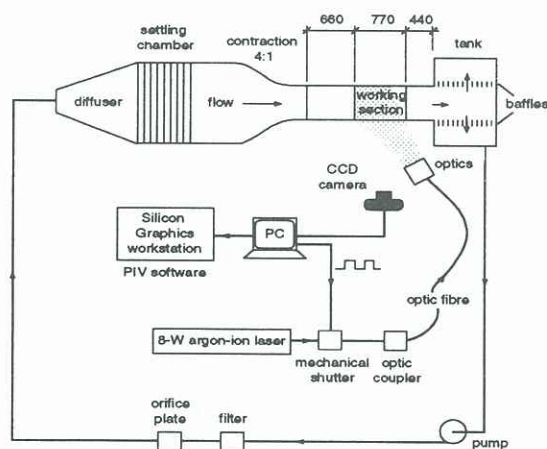 660 770 440
settling
chamber
contraction
4:1
tank
diffuser
flow
working
section
baffles
optics
CCD
camera
Silicon
Graphics
workstation
PC
PIV software
optic fibre
8-W argon-ion laser
mechanical
shutter
optic
coupler
orifice
plate
filter
pump